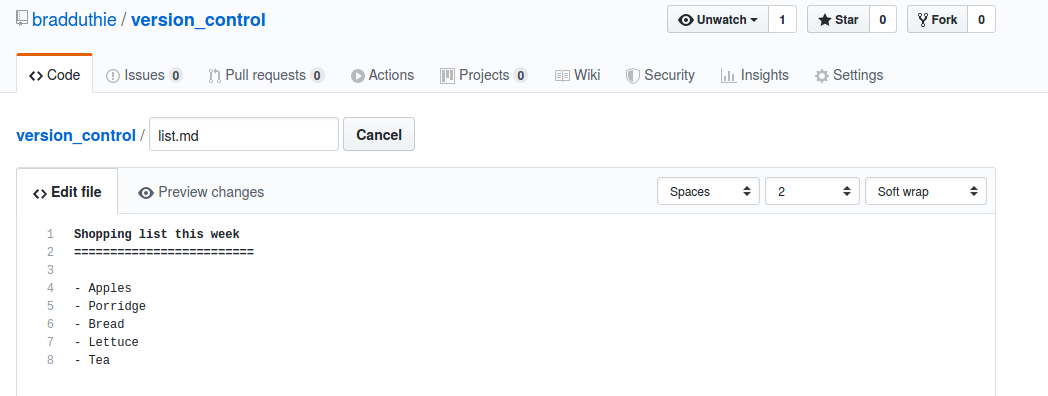 bradduthie / version_control
Unwatch 1 Star 0 Fork 0
Code Issues 0 Pull requests 0 Actions Projects 0 Wiki Security Insights Settings
version_control / list.md Cancel
Edit file Preview changes Spaces 2 Soft wrap
1 Shopping list this week
2 =========================
3
4 - Apples
5 - Porridge
6 - Bread
7 - Lettuce
8 - Tea